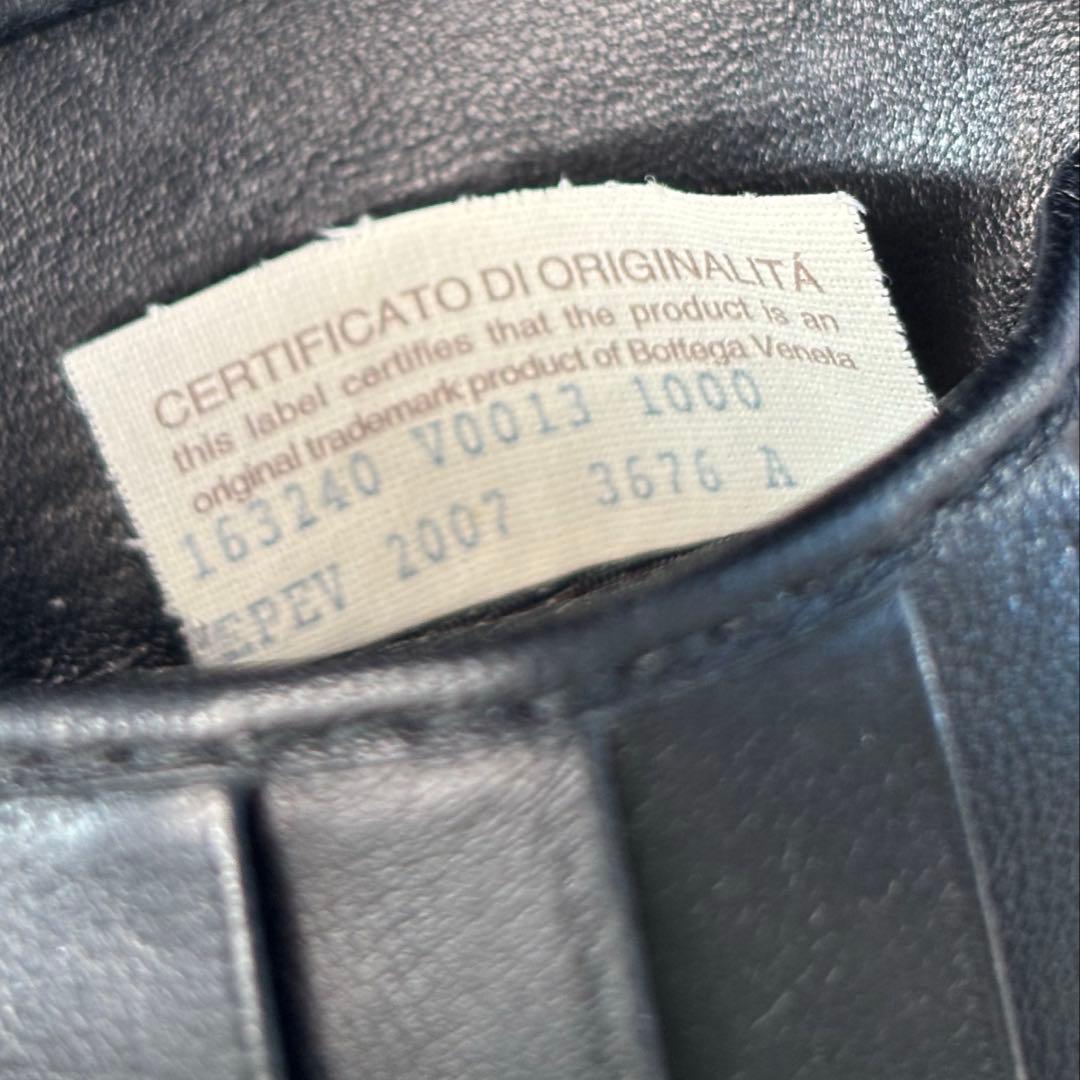 CERTIFICATO DI ORIGINALITÁ
this label certifies that the product is an
original trademark product of Bottega Veneta
163240 V0013 1000
EPEV 2007 3676 A